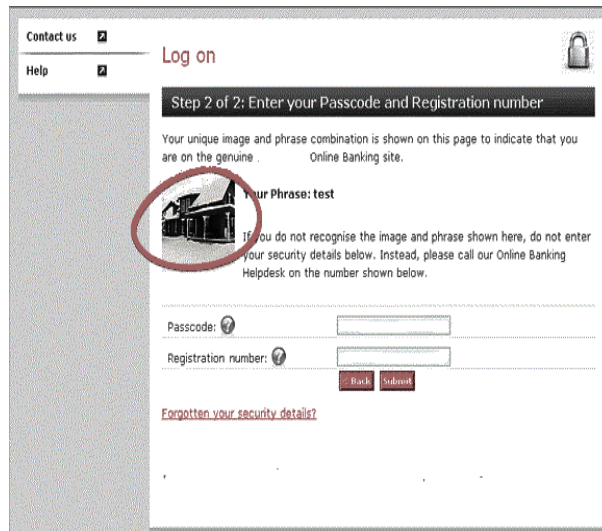 Contact us
Help
Log on
Step 2 of 2: Enter your Passcode and Registration number
Your unique image and phrase combination is shown on this page to indicate that you
are on the genuine . Online Banking site.
Your Phrase: test
If you do not recognise the image and phrase shown here, do not enter
your security details below. Instead, please call our Online Banking
Helpdesk on the number shown below.
Passcode: ?
Registration number: ?
< Back Submit
Forgotten your security details?